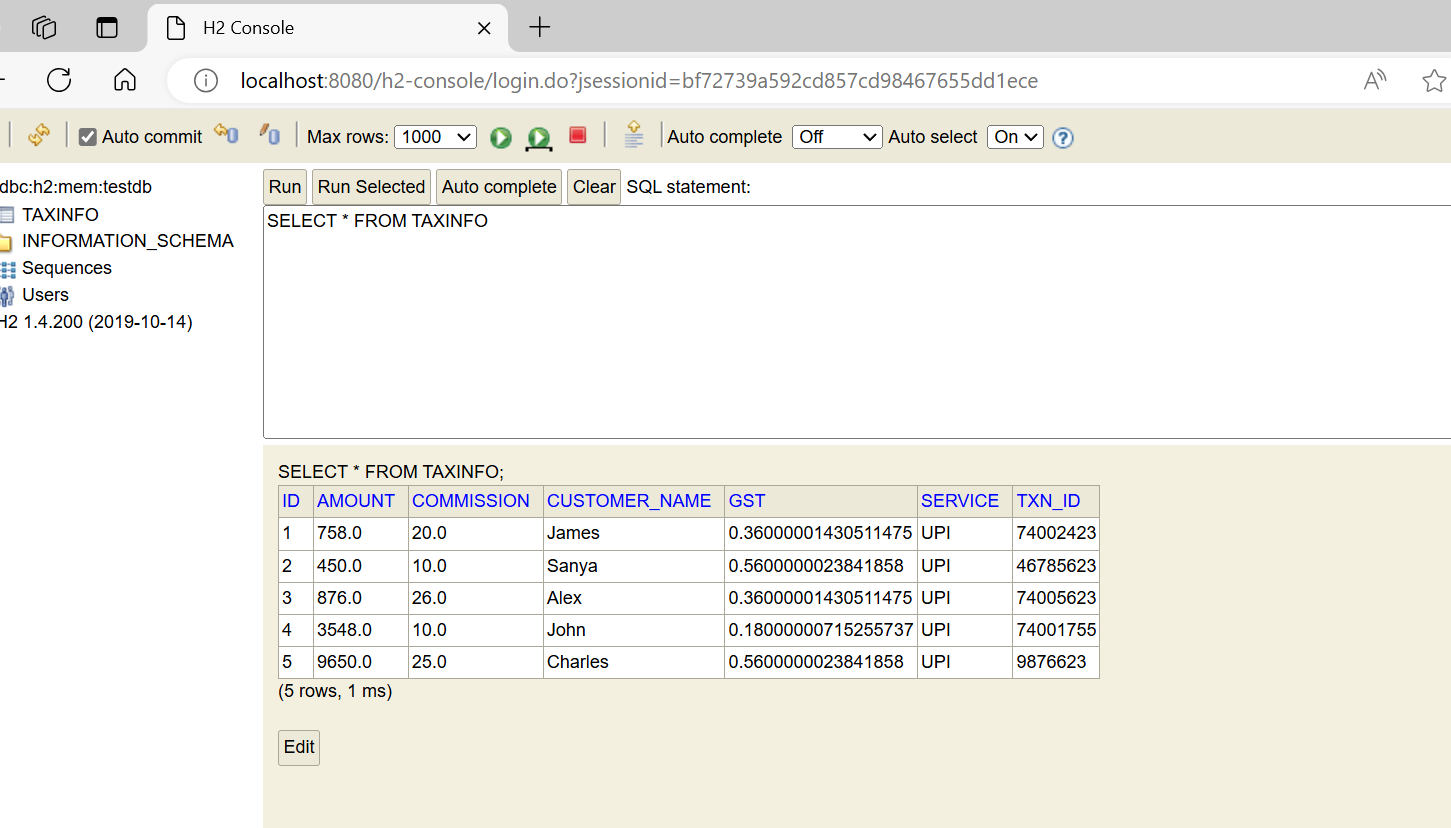 H2 Console
localhost:8080/h2-console/login.do?jsessionid=bf72739a592cd857cd98467655dd1ece
Auto commit Max rows: 1000 Auto complete Off Auto select On
dbc:h2:mem:testdb
TAXINFO
INFORMATION_SCHEMA
Sequences
Users
H2 1.4.200 (2019-10-14)
Run Run Selected Auto complete Clear SQL statement:
SELECT * FROM TAXINFO
SELECT * FROM TAXINFO;
ID AMOUNT COMMISSION CUSTOMER_NAME GST SERVICE TXN_ID
1 758.0 20.0 James 0.36000001430511475 UPI 74002423
2 450.0 10.0 Sanya 0.5600000023841858 UPI 46785623
3 876.0 26.0 Alex 0.36000001430511475 UPI 74005623
4 3548.0 10.0 John 0.18000000715255737 UPI 74001755
5 9650.0 25.0 Charles 0.5600000023841858 UPI 9876623
(5 rows, 1 ms)
Edit